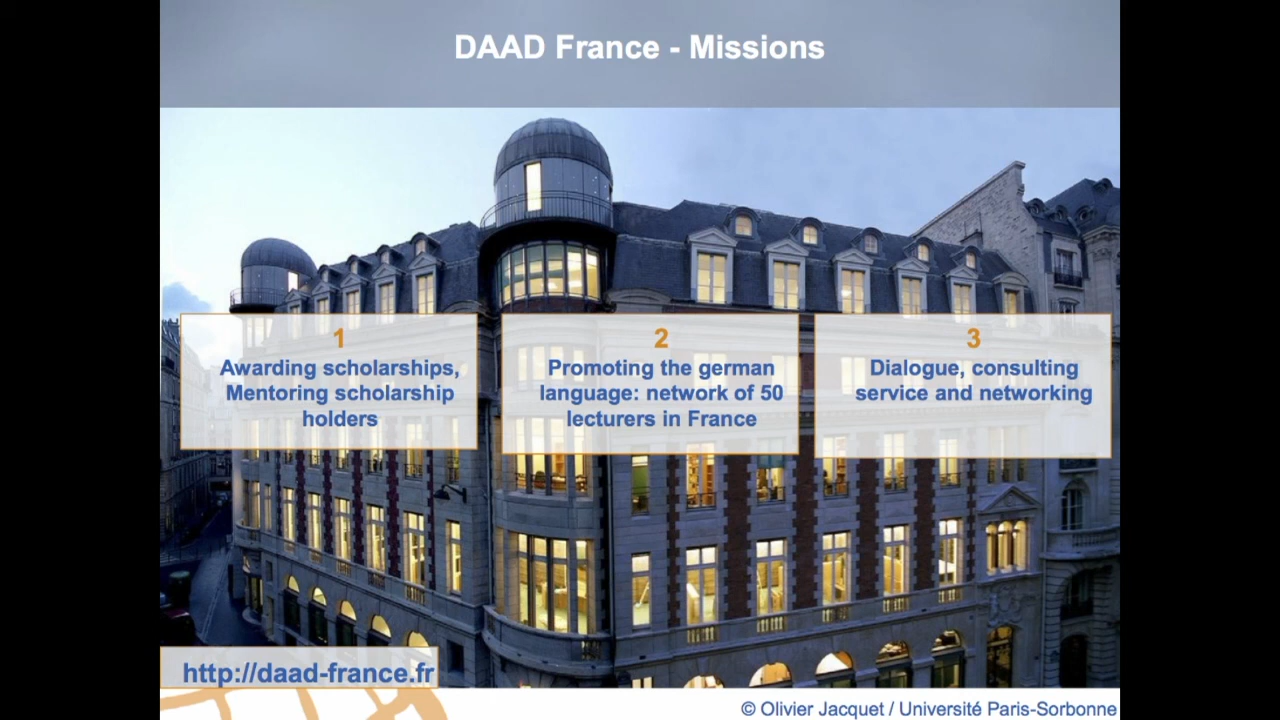 DAAD France - Missions
1
Awarding scholarships,
Mentoring scholarship
holders
2
Promoting the german
language: network of 50
lecturers in France
3
Dialogue, consulting
service and networking
http://daad-france.fr
© Olivier Jacquet / Université Paris-Sorbonne